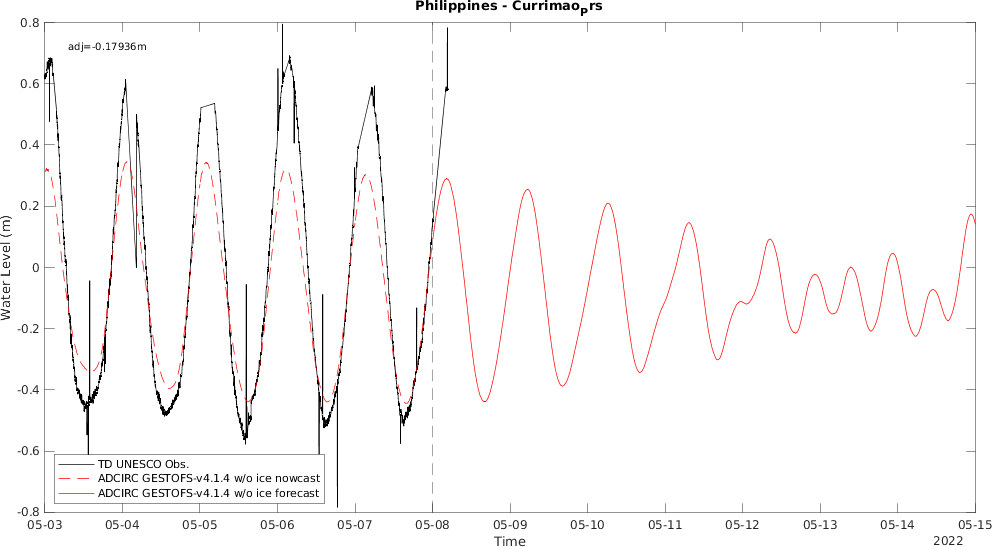 Philippines - Currimaoprs
adj=-0.17936m
0.8
0.6
0.4
0.2
0
-0.2
-0.4
-0.6
-0.8
Water Level (m)
TD UNESCO Obs.
ADCIRC GESTOFS-v4.1.4 w/o ice nowcast
ADCIRC GESTOFS-v4.1.4 w/o ice forecast
05-03 05-04 05-05 05-06 05-07 05-08 05-09 05-10 05-11 05-12 05-13 05-14 05-15
Time
2022